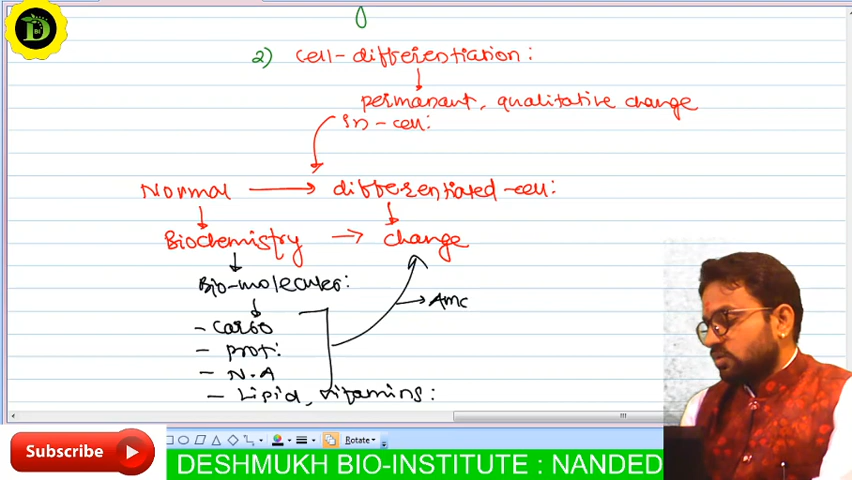 2) cell-differentiation:
permanant, qualitative change
In-cell:
Normal → differentiated-cell:
Biochemistry → change
Bio-molecules:
- Carbo
→ Amo
- prot:
- N.A
- Lipid, vitamins:
Rotate
Subscribe
DESHMUKH BIO-INSTITUTE : NANDED